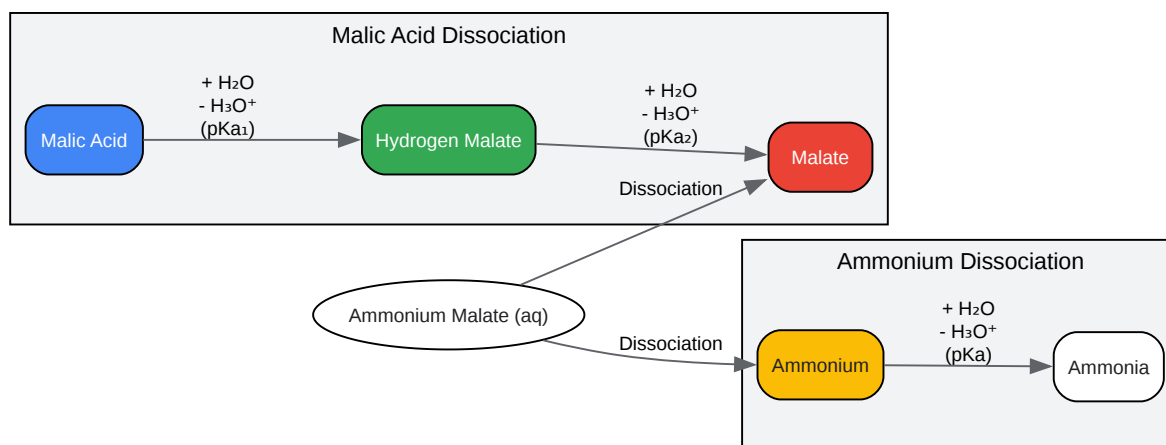 Malic Acid Dissociation
+ H₂O
- H₃O⁺
(pKa₁)
+ H₂O
- H₃O⁺
(pKa₂)
Malic Acid
Hydrogen Malate
Malate
Dissociation
Ammonium Dissociation
Ammonium Malate (aq)
+ H₂O
- H₃O⁺
(pKa)
Dissociation
Ammonium
Ammonia